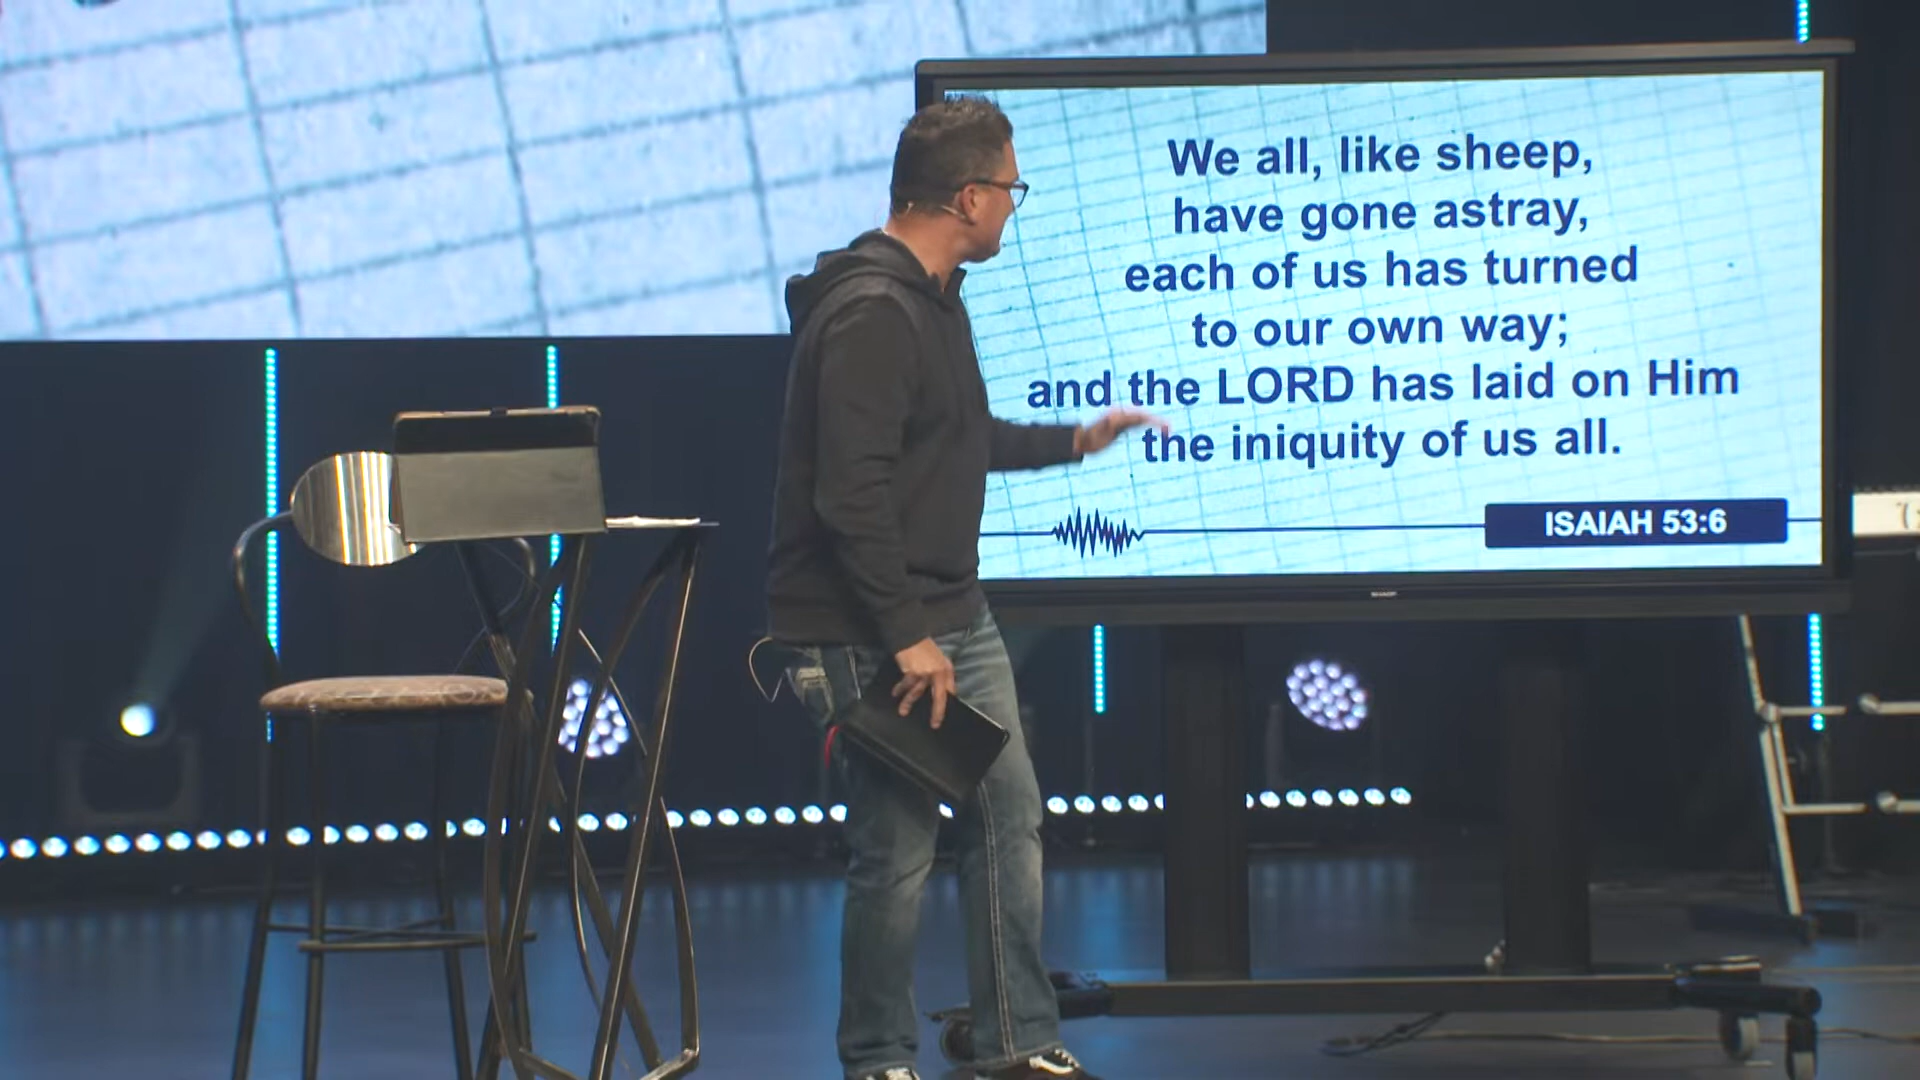 We all, like sheep,
have gone astray,
each of us has turned
to our own way;
and the LORD has laid on Him
the iniquity of us all.
ISAIAH 53:6
SHARP